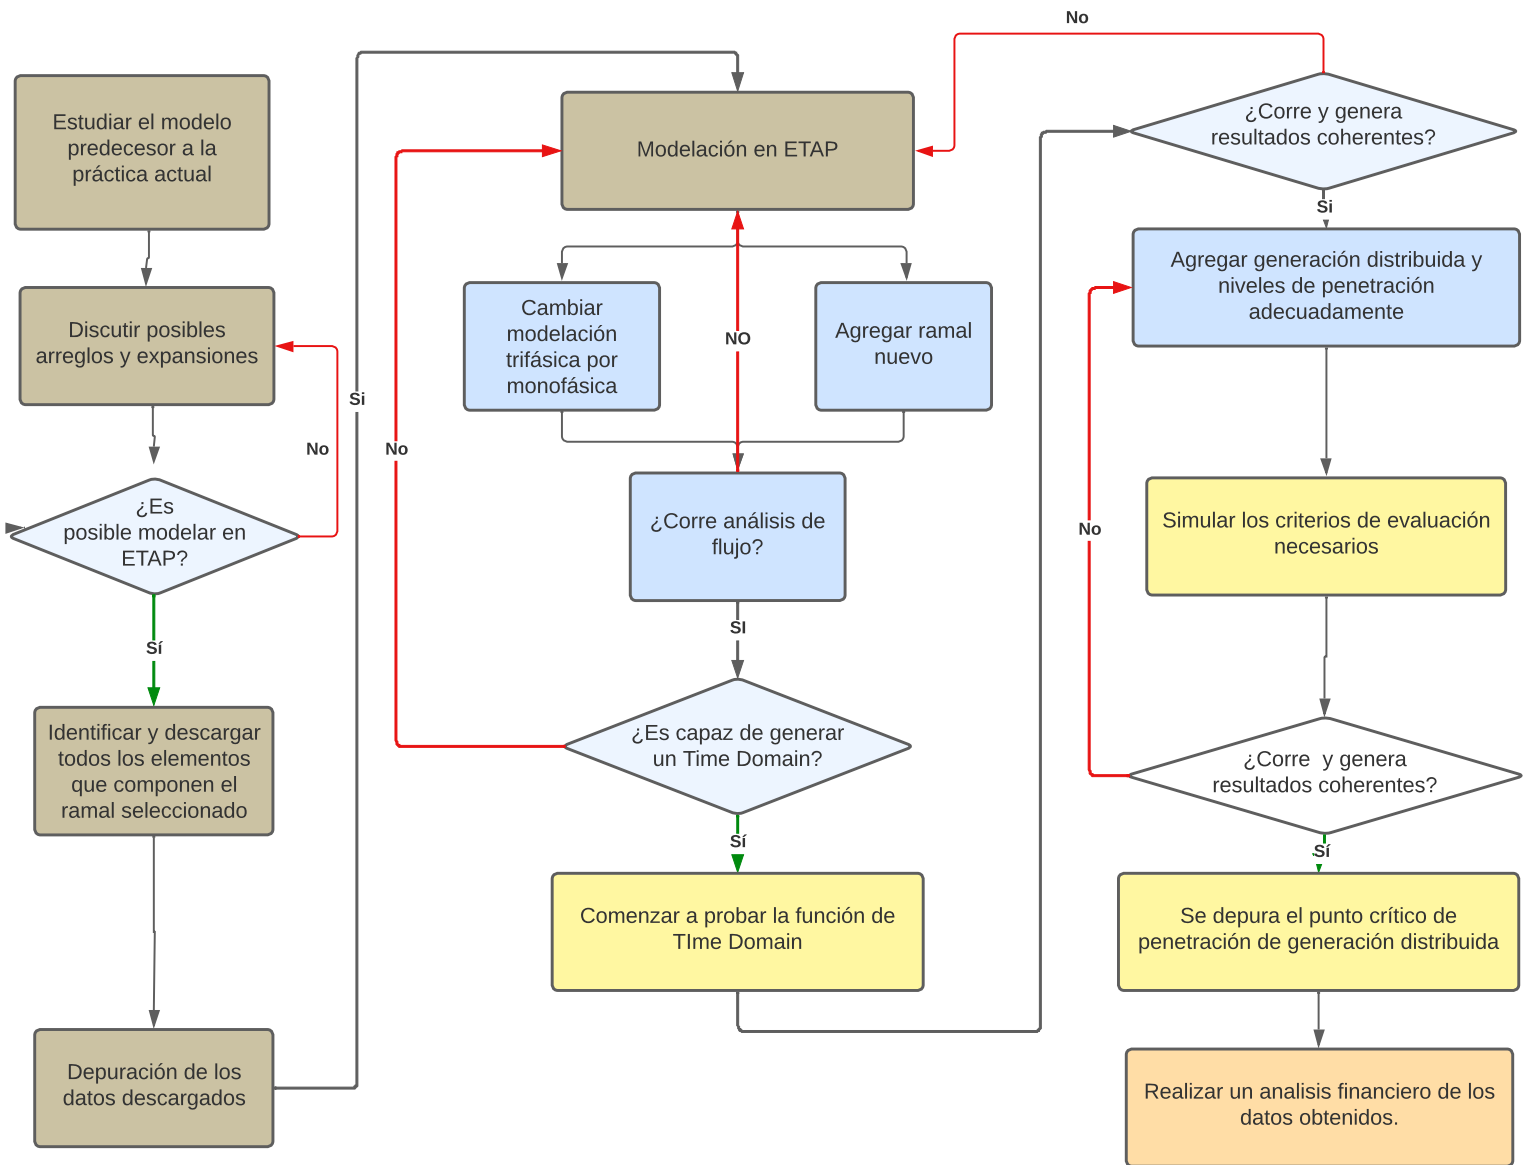 Estudiar el modelo
predecesor a la
práctica actual
Discutir posibles
arreglos y expansiones
No
¿Es
posible modelar en
ETAP?
Sí
Identificar y descargar
todos los elementos
que componen el
ramal seleccionado
Depuración de los
datos descargados
Si
Modelación en ETAP
Cambiar
modelación
trifásica por
monofásica
NO
Agregar ramal
nuevo
No
¿Corre análisis de
flujo?
SI
¿Es capaz de generar
un Time Domain?
Sí
Comenzar a probar la función de
TIme Domain
No
¿Corre y genera
resultados coherentes?
Si
Agregar generación distribuida y
niveles de penetración
adecuadamente
No
Simular los criterios de evaluación
necesarios
¿Corre  y genera
resultados coherentes?
Sí
Se depura el punto crítico de
penetración de generación distribuida
Realizar un analisis financiero de los
datos obtenidos.